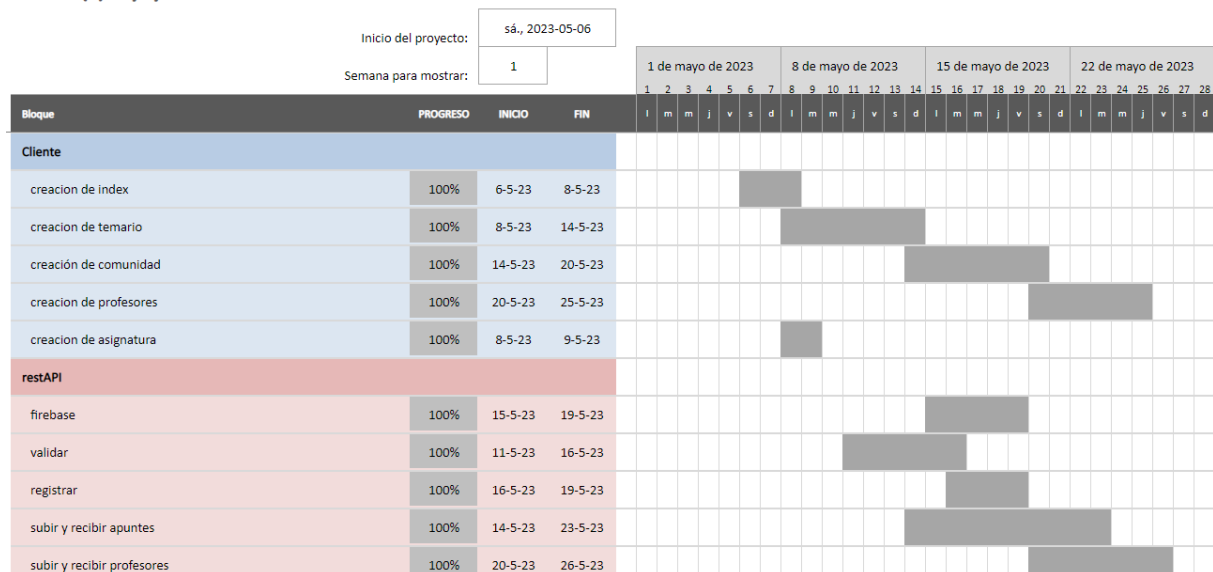 Inicio del proyecto: sá., 2023-05-06
Semana para mostrar: 1
1 de mayo de 2023 8 de mayo de 2023 15 de mayo de 2023 22 de mayo de 2023
1 2 3 4 5 6 7 8 9 10 11 12 13 14 15 16 17 18 19 20 21 22 23 24 25 26 27 28
Bloque PROGRESO INICIO FIN l m m j v s d l m m j v s d l m m j v s d l m m j v s d
Cliente
creacion de index 100% 6-5-23 8-5-23
creacion de temario 100% 8-5-23 14-5-23
creación de comunidad 100% 14-5-23 20-5-23
creacion de profesores 100% 20-5-23 25-5-23
creacion de asignatura 100% 8-5-23 9-5-23
restAPI
firebase 100% 15-5-23 19-5-23
validar 100% 11-5-23 16-5-23
registrar 100% 16-5-23 19-5-23
subir y recibir apuntes 100% 14-5-23 23-5-23
subir y recibir profesores 100% 20-5-23 26-5-23